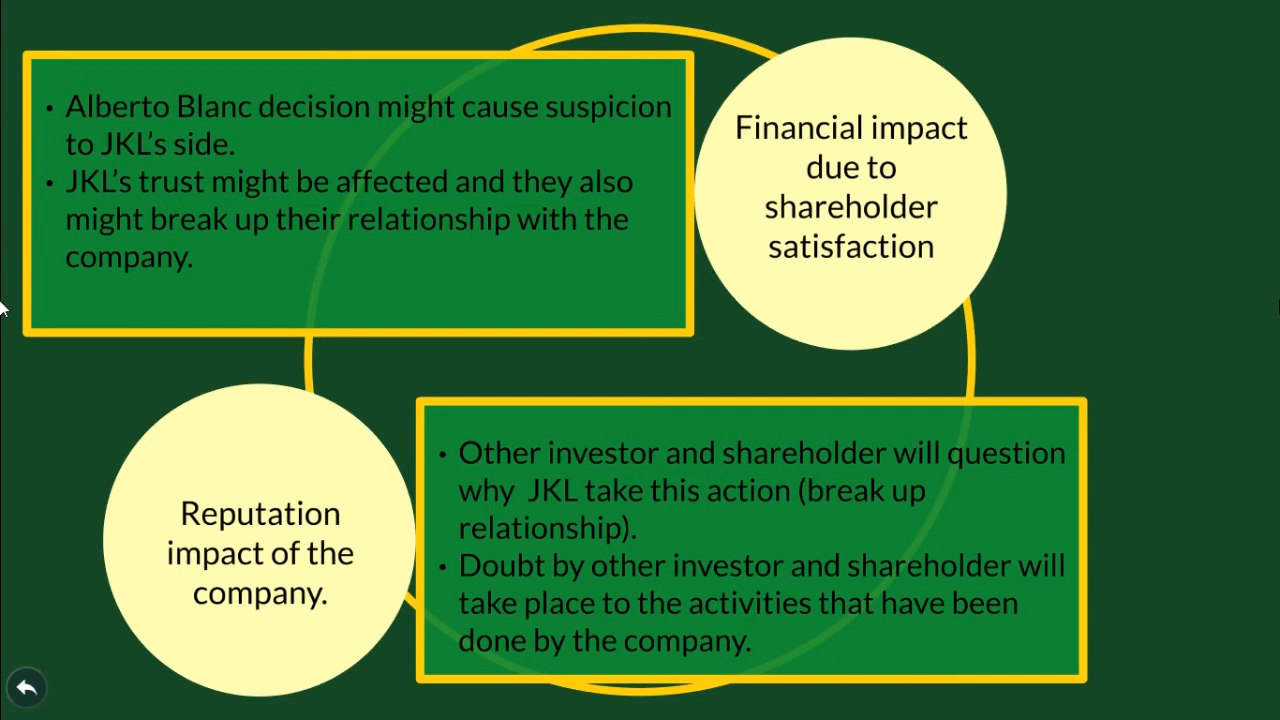 • Alberto Blanc decision might cause suspicion
to JKL’s side.
• JKL’s trust might be affected and they also
might break up their relationship with the
company.
Financial impact
due to
shareholder
satisfaction
Reputation
impact of the
company.
• Other investor and shareholder will question
why JKL take this action (break up
relationship).
• Doubt by other investor and shareholder will
take place to the activities that have been
done by the company.